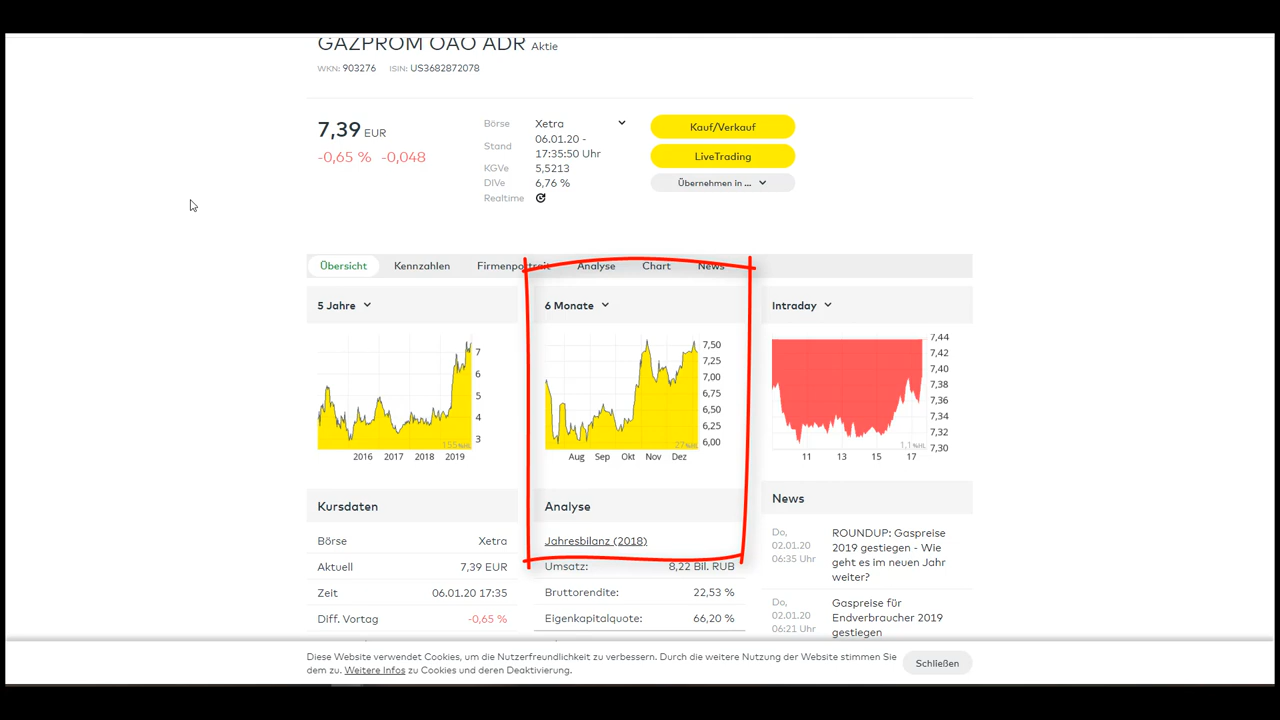 GAZPROM OAO ADR Aktie
WKN: 903276 ISIN: US3682872078
7,39 EUR
-0,65 % -0,048
Börse Xetra
Stand 06.01.20 -
17:35:50 Uhr
KGVe 5,5213
DIVe 6,76 %
Realtime
Kauf/Verkauf
LiveTrading
Übernehmen in ...
Übersicht Kennzahlen Firmenportrait Analyse Chart News
5 Jahre
7
6
5
4
3
155%HL
2016 2017 2018 2019
6 Monate
7,50
7,25
7,00
6,75
6,50
6,00
27%HL
Aug Sep Okt Nov Dez
Intraday
7,44
7,42
7,40
7,38
7,36
7,34
7,32
7,30
1,1%HL
11 13 15 17
Kursdaten
Börse Xetra
Aktuell 7,39 EUR
Zeit 06.01.20 17:35
Diff. Vortag -0,65 %
Analyse
Jahresbilanz (2018)
Umsatz: 8,22 Bil. RUB
Bruttorendite: 22,53 %
Eigenkapitalquote: 66,20 %
News
Do,
02.01.20
06:35 Uhr
ROUNDUP: Gaspreise
2019 gestiegen - Wie
geht es im neuen Jahr
weiter?
Do,
02.01.20
06:21 Uhr
Gaspreise für
Endverbraucher 2019
gestiegen
Diese Website verwendet Cookies, um die Nutzerfreundlichkeit zu verbessern. Durch die weitere Nutzung der Website stimmen Sie
dem zu. Weitere Infos zu Cookies und deren Deaktivierung.
Schließen